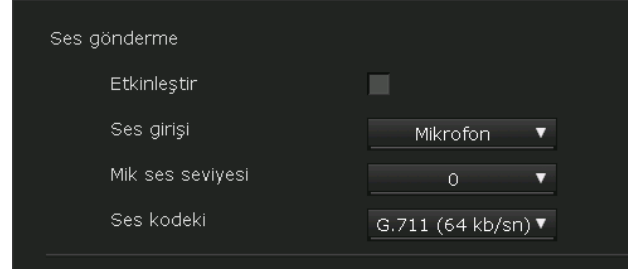 Ses gönderme
Etkinleştir
Ses girişi Mikrofon
Mik ses seviyesi 0
Ses kodeki G.711 (64 kb/sn)